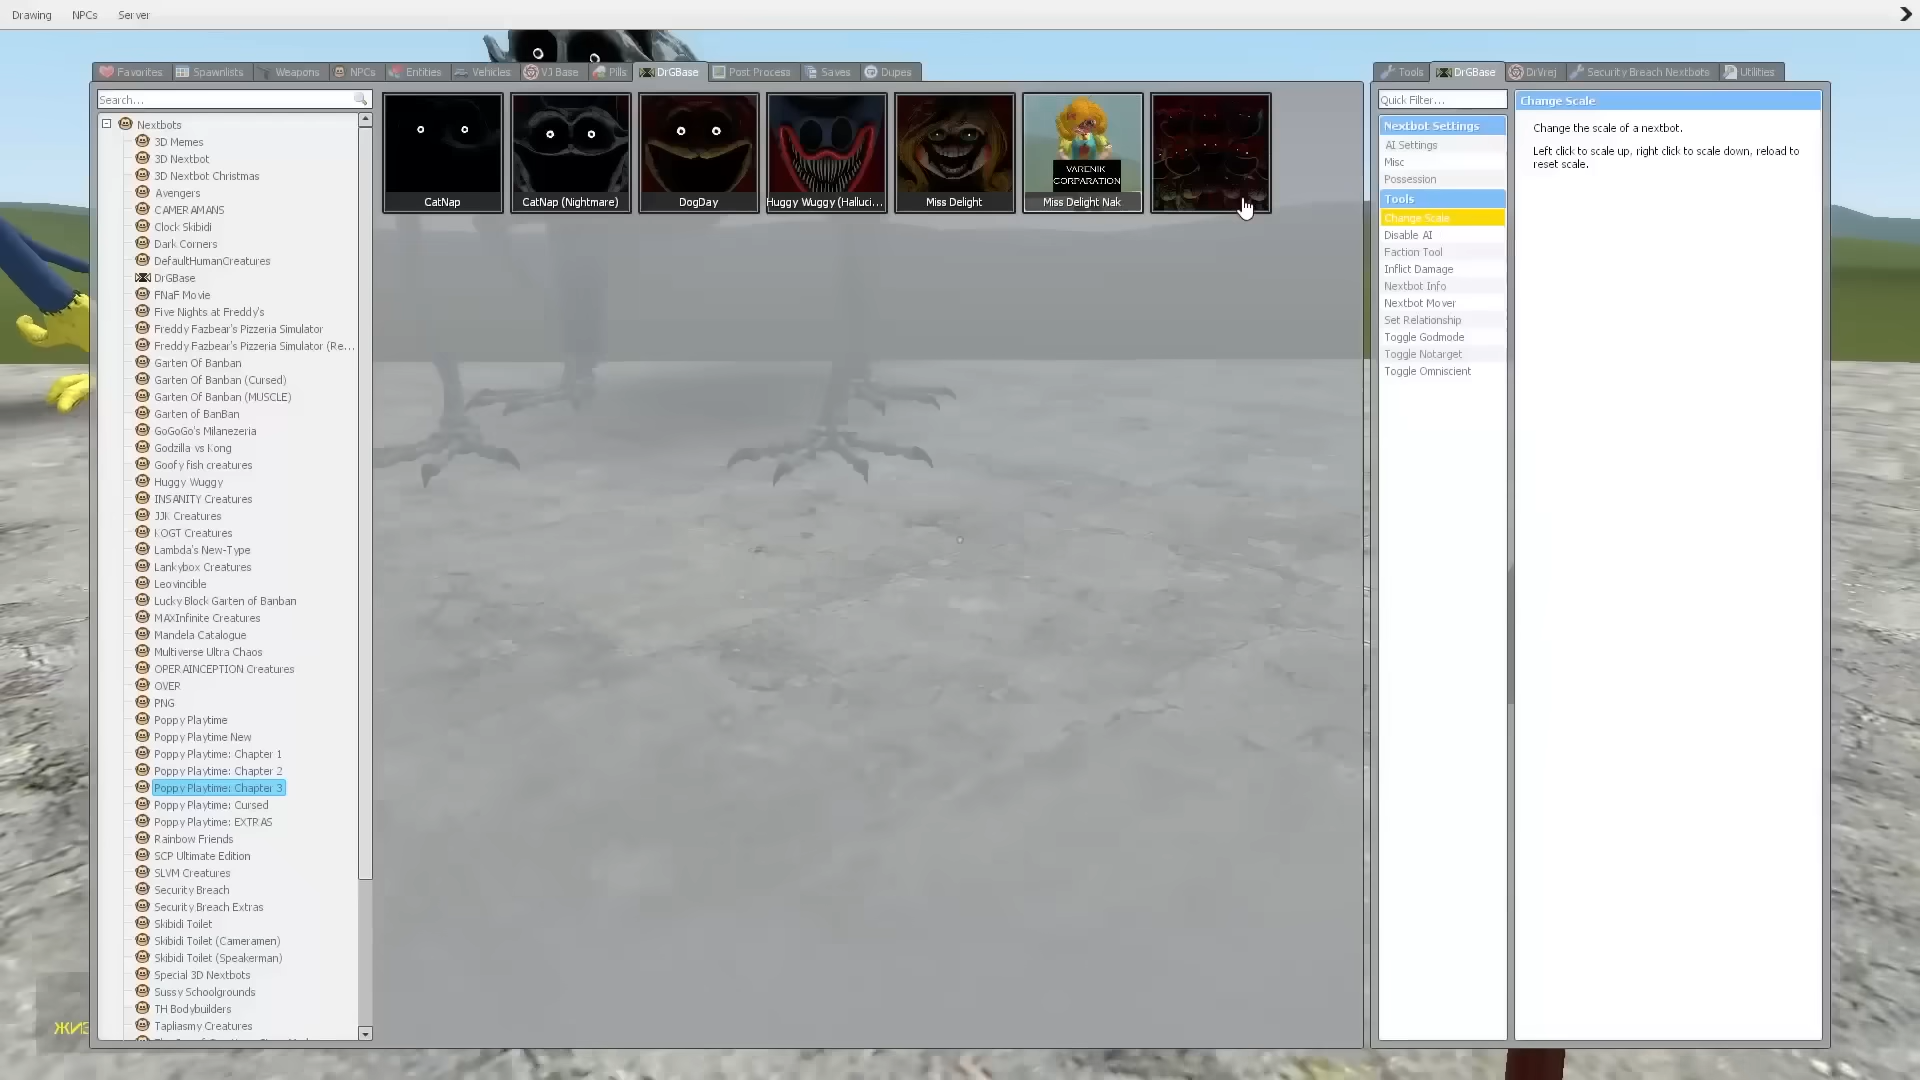 Drawing NPCs Server
Favorites Spawnlists Weapons NPCs Entities Vehicles VJ Base Pills DrGBase Post Process Saves Dupes
Search...
Nextbots
3D Memes
3D Nextbot
3D Nextbot Christmas
Avengers
CAMERAMANS
Clock Skibidi
Dark Corners
DefaultHumanCreatures
DrGBase
FNaF Movie
Five Nights at Freddy's
Freddy Fazbear's Pizzeria Simulator
Freddy Fazbear's Pizzeria Simulator (Re...
Garten Of Banban
Garten Of Banban (Cursed)
Garten Of Banban (MUSCLE)
Garten of BanBan
GoGoGo's Milanezeria
Godzilla vs Kong
Goofy fish creatures
Huggy Wuggy
INSANITY Creatures
JJK Creatures
KOGT Creatures
Lambda's New-Type
Lankybox Creatures
Leovincible
Lucky Block Garten of Banban
MAXInfinite Creatures
Mandela Catalogue
Multiverse Ultra Chaos
OPERAINCEPTION Creatures
OVER
PNG
Poppy Playtime
Poppy Playtime New
Poppy Playtime: Chapter 1
Poppy Playtime: Chapter 2
Poppy Playtime: Chapter 3
Poppy Playtime: Cursed
Poppy Playtime: EXTRAS
Rainbow Friends
SCP Ultimate Edition
SLVM Creatures
Security Breach
Security Breach Extras
Skibidi Toilet
Skibidi Toilet (Cameramen)
Skibidi Toilet (Speakerman)
Special 3D Nextbots
Sussy Schoolgrounds
TH Bodybuilders
Tapliasmy Creatures
VARENIK
CORPARATION
CatNap
CatNap (Nightmare)
DogDay
Huggy Wuggy (Halluci...
Miss Delight
Miss Delight Nak
Tools DrGBase DrVrej Security Breach Nextbots Utilities
Quick Filter...
Nextbot Settings
AI Settings
Misc
Possession
Tools
Change Scale
Disable AI
Faction Tool
Inflict Damage
Nextbot Info
Nextbot Mover
Set Relationship
Toggle Godmode
Toggle Notarget
Toggle Omniscient
Change Scale
Change the scale of a nextbot.
Left click to scale up, right click to scale down, reload to
reset scale.